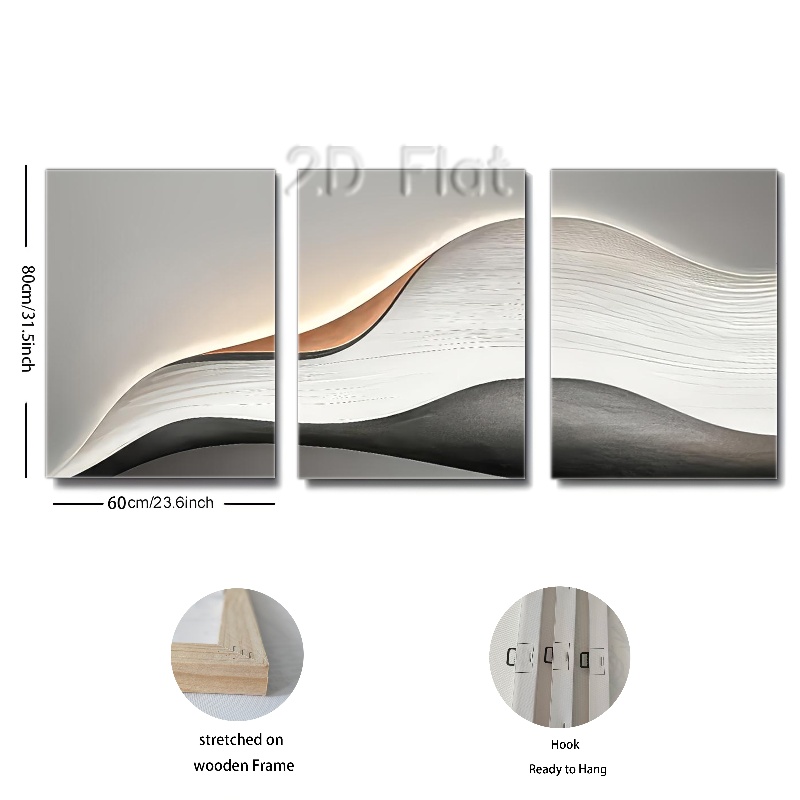 2D Flat
80cm/31.5inch
60cm/23.6inch
stretched on
wooden Frame
Hook
Ready to Hang